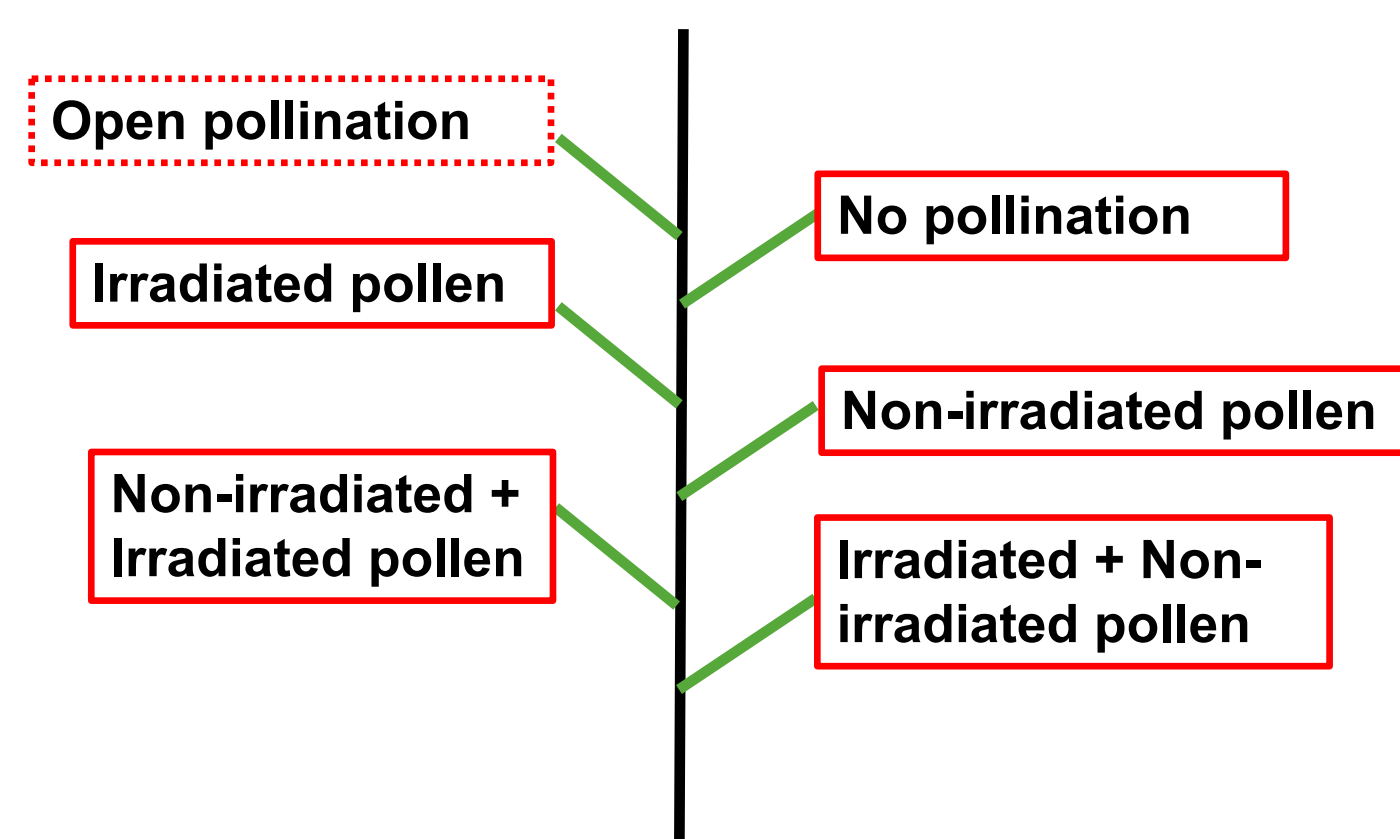 Open pollination
No pollination
Irradiated pollen
Non-irradiated pollen
Non-irradiated +
Irradiated pollen
Irradiated + Non-
irradiated pollen